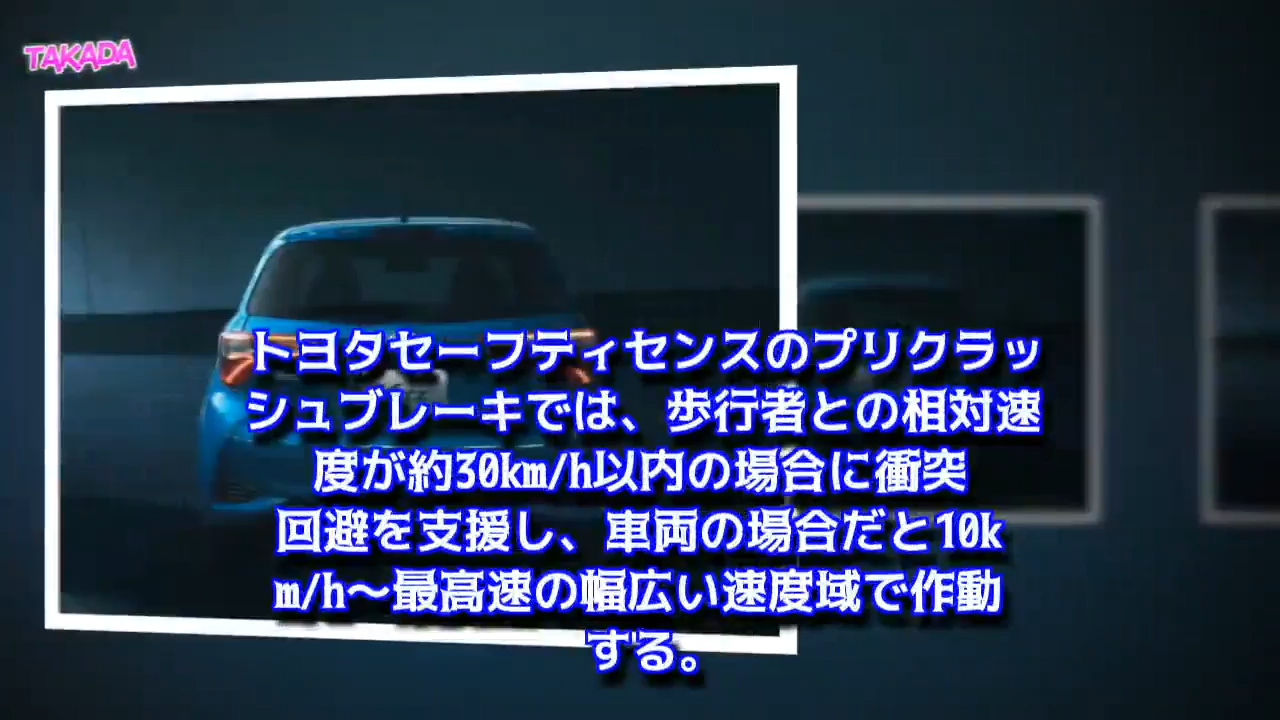 TAKADA
トヨタセーフティセンスのプリクラッ
シュブレーキでは、歩行者との相対速
度が約30km/h以内の場合に衝突
回避を支援し、車両の場合だと10k
m/h～最高速の幅広い速度域で作動
する。